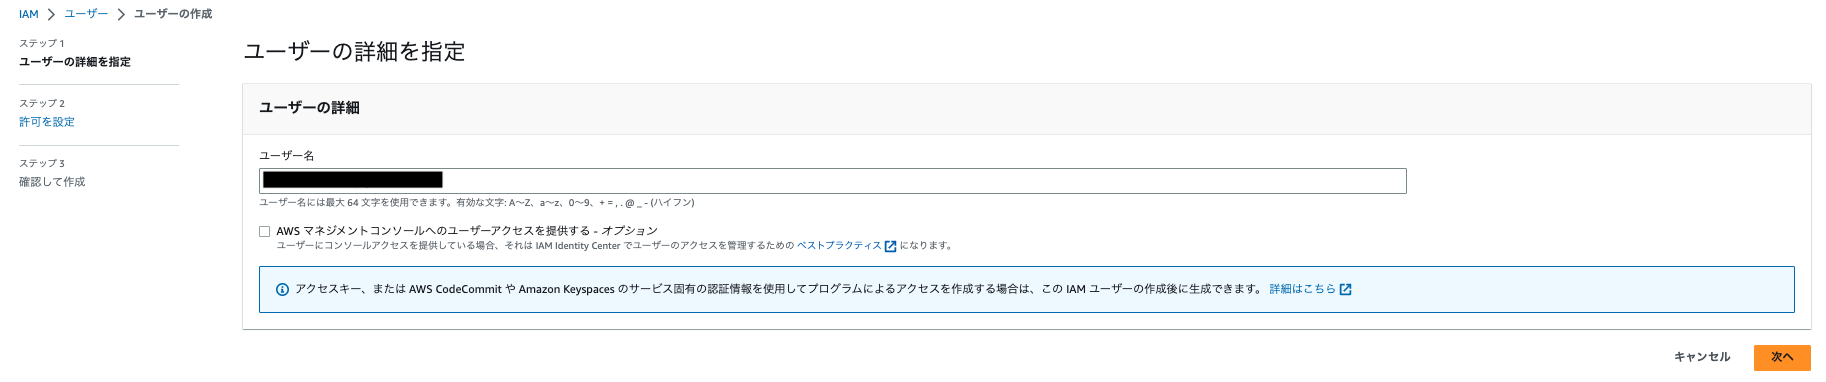 IAM > ユーザー > ユーザーの作成
ステップ 1
ユーザーの詳細を指定
ステップ 2
許可を設定
ステップ 3
確認して作成
ユーザーの詳細を指定
ユーザーの詳細
ユーザー名
ユーザー名には最大 64 文字を使用できます。有効な文字: A～Z、a～z、0～9、+ = , . @ _ - (ハイフン)
AWS マネジメントコンソールへのユーザーアクセスを提供する - オプション
ユーザーにコンソールアクセスを提供している場合、それは IAM Identity Center でユーザーのアクセスを管理するための ベストプラクティス になります。
アクセスキー、または AWS CodeCommit や Amazon Keyspaces のサービス固有の認証情報を使用してプログラムによるアクセスを作成する場合は、この IAM ユーザーの作成後に生成できます。 詳細はこちら
キャンセル
次へ